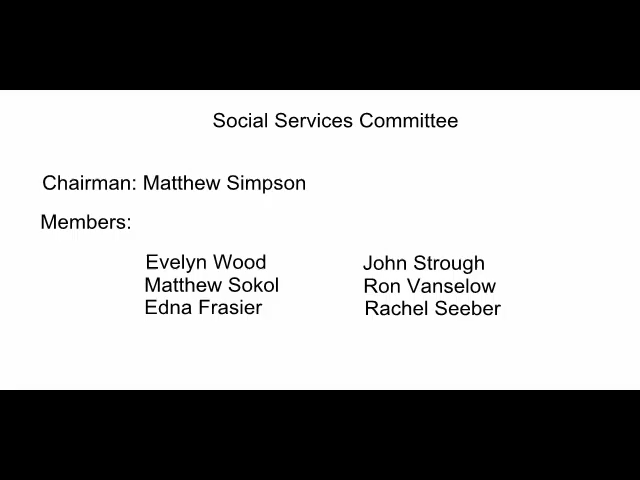 Social Services Committee
Chairman: Matthew Simpson
Members:
Evelyn Wood
Matthew Sokol
Edna Frasier
John Strough
Ron Vanselow
Rachel Seeber